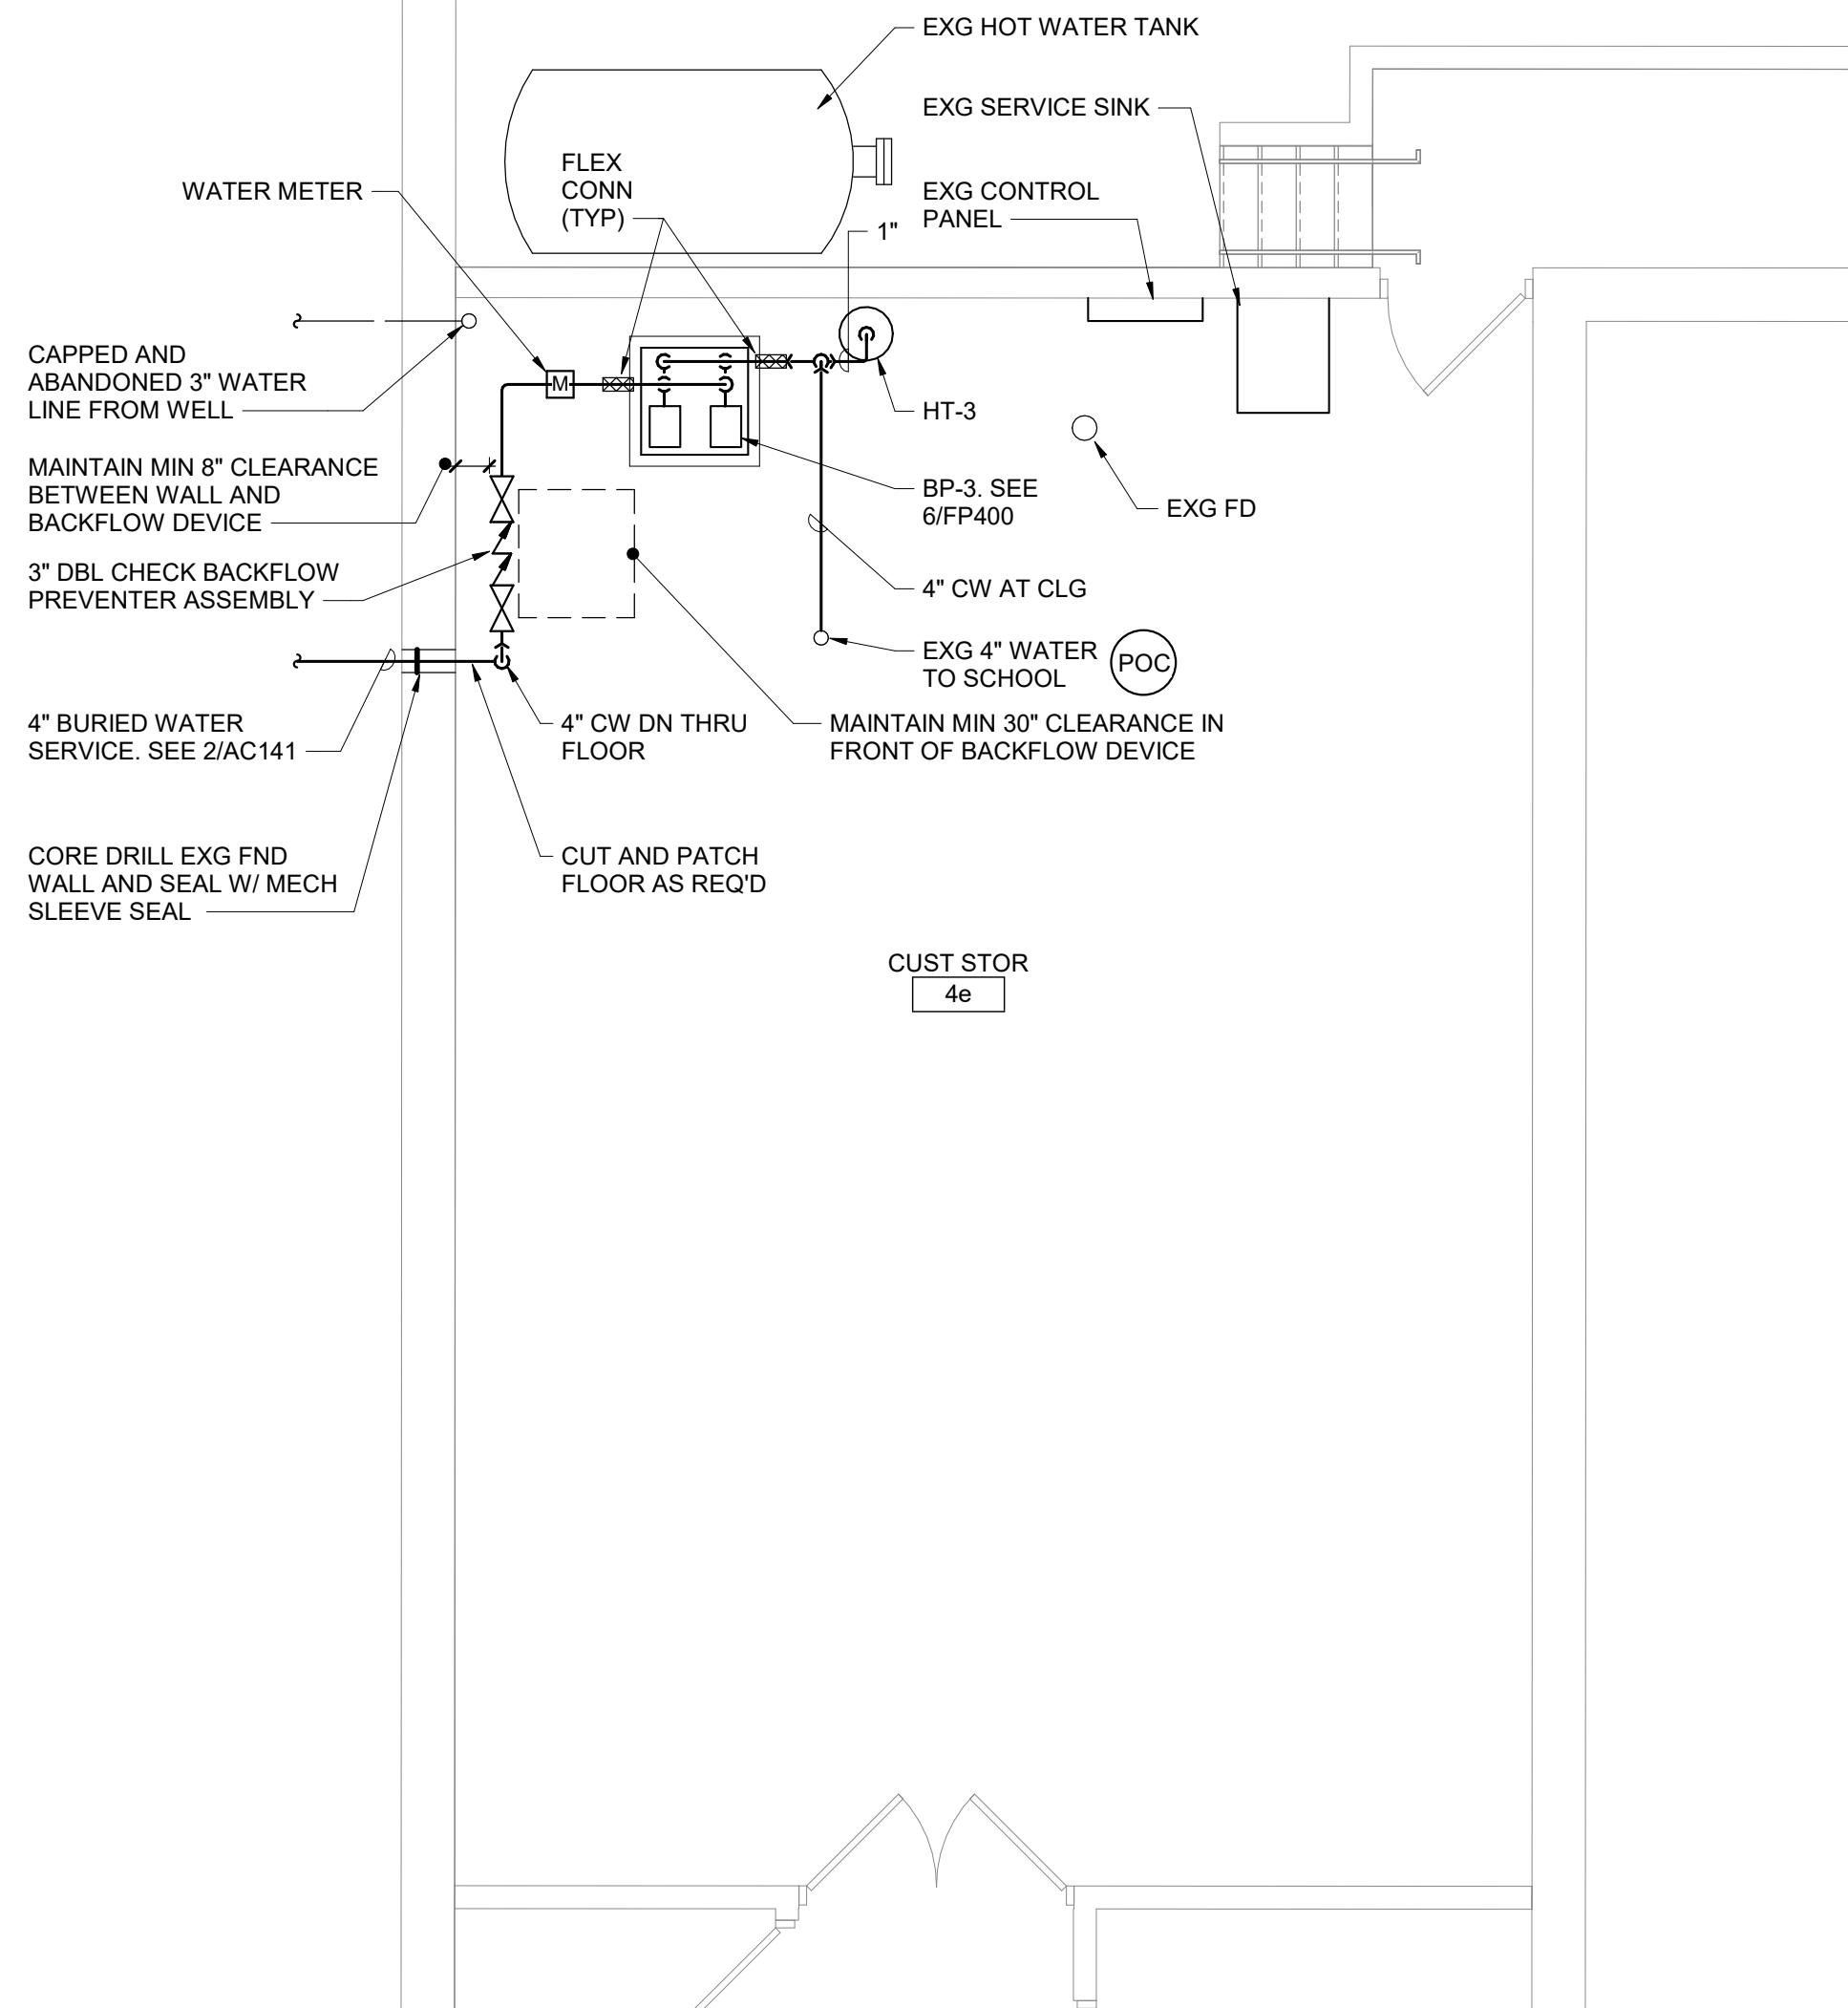 EXG HOT WATER TANK
EXG SERVICE SINK
FLEX
CONN
(TYP)
WATER METER
EXG CONTROL
PANEL
1"
CAPPED AND
ABANDONED 3" WATER
LINE FROM WELL
M
HT-3
MAINTAIN MIN 8" CLEARANCE
BETWEEN WALL AND
BACKFLOW DEVICE
BP-3. SEE
6/FP400
EXG FD
3" DBL CHECK BACKFLOW
PREVENTER ASSEMBLY
4" CW AT CLG
EXG 4" WATER
TO SCHOOL
POC
4" BURIED WATER
SERVICE. SEE 2/AC141
4" CW DN THRU
FLOOR
MAINTAIN MIN 30" CLEARANCE IN
FRONT OF BACKFLOW DEVICE
CORE DRILL EXG FND
WALL AND SEAL W/ MECH
SLEEVE SEAL
CUT AND PATCH
FLOOR AS REQ'D
CUST STOR
4e